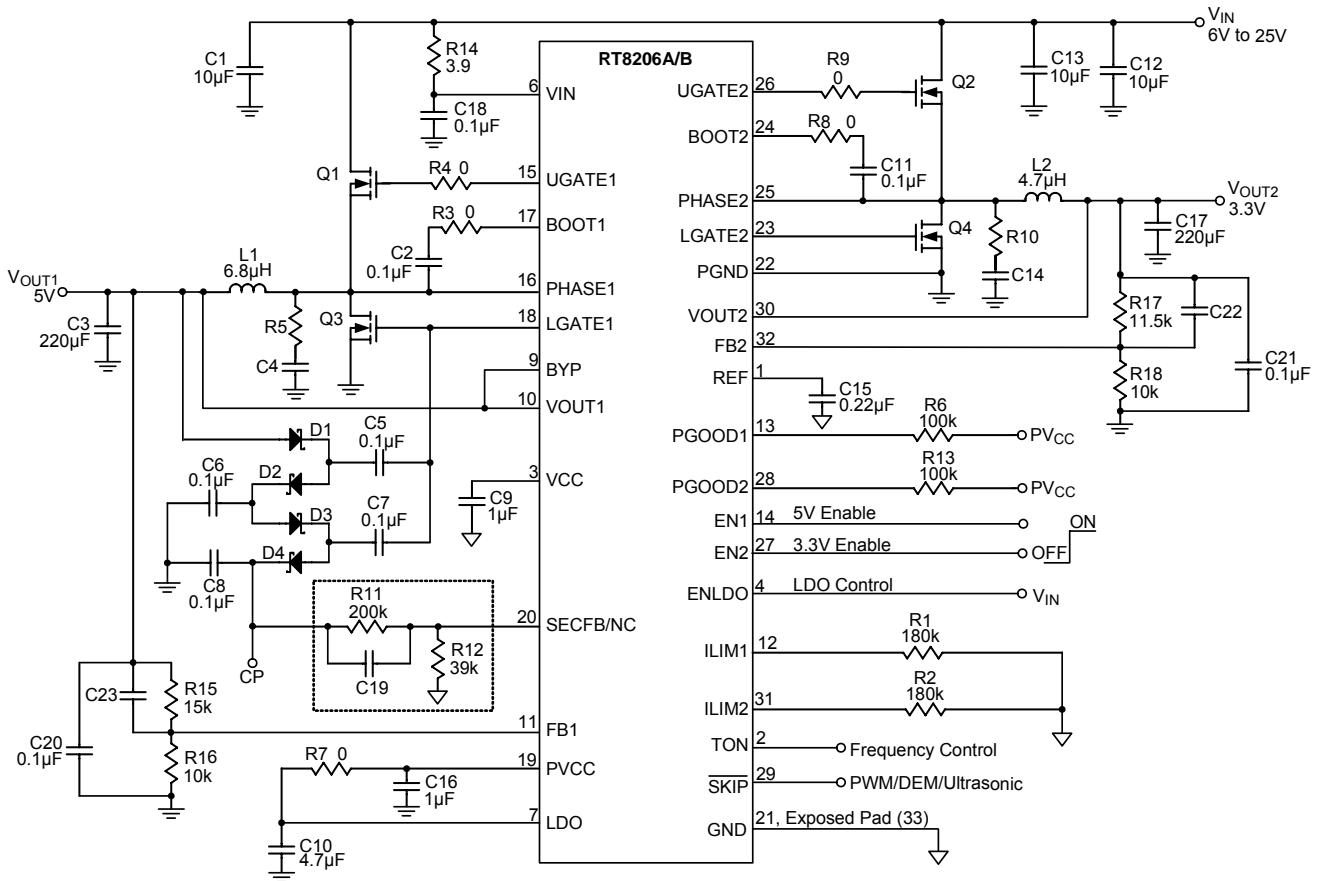 VIN
6V to 25V
RT8206A/B
C1
10µF
R14
3.9
6
VIN
C18
0.1µF
Q1
R4 0
15
UGATE1
R3 0
17
BOOT1
C2
0.1µF
L1
6.8µH
VOUT1
5V
16
PHASE1
C3
220µF
R5
C4
Q3
18
LGATE1
9
BYP
10
VOUT1
D1
C5
0.1µF
C6
0.1µF
D2
3
VCC
C9
1µF
D3
C7
0.1µF
D4
C8
0.1µF
R11
200k
20
SECFB/NC
R12
39k
C19
CP
C23
R15
15k
11
FB1
C20
0.1µF
R16
10k
R7 0
19
PVCC
C16
1µF
7
LDO
C10
4.7µF
UGATE2
26
R9
0
Q2
C13
10µF
C12
10µF
BOOT2
24
R8 0
C11
0.1µF
PHASE2
25
L2
4.7µH
VOUT2
3.3V
LGATE2
23
Q4
R10
C17
220µF
PGND
22
C14
VOUT2
30
R17
11.5k
C22
FB2
32
C21
0.1µF
REF
1
C15
0.22µF
R18
10k
PGOOD1
13
R6
100k
PVCC
PGOOD2
28
R13
100k
PVCC
EN1
14
5V Enable
ON
EN2
27
3.3V Enable
OFF
ENLDO
4
LDO Control
VIN
ILIM1
12
R1
180k
ILIM2
31
R2
180k
TON
2
Frequency Control
SKIP
29
PWM/DEM/Ultrasonic
GND
21, Exposed Pad (33)